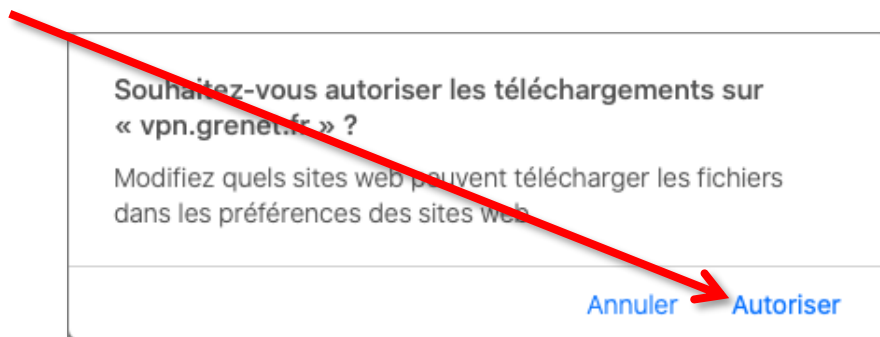 Souhaitez-vous autoriser les téléchargements sur
« vpn.grenet.fr » ?
Modifiez quels sites web peuvent télécharger les fichiers
dans les préférences des sites web.
Annuler Autoriser